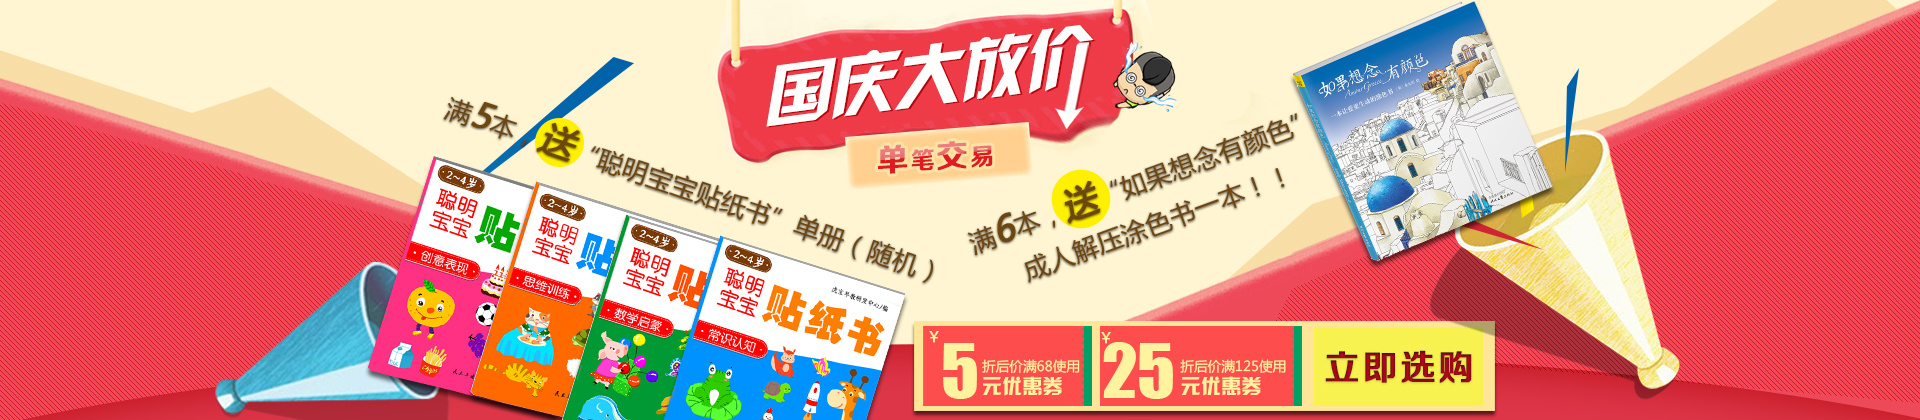 国庆大放价
单笔交易
满5本，送“聪明宝宝贴纸书”单册（随机）
满6本，送“如果想念有颜色”
成人解压涂色书一本！！
如果想念，有颜色
2~4岁
聪明宝宝
贴
创意表现
2~4岁
聪明宝宝
贴
思维训练
2~4岁
聪明宝宝
贴
数学启蒙
2~4岁
聪明宝宝
贴纸书
常识认知
¥5
折后价满68使用
元优惠券
¥25
折后价满125使用
元优惠券
立即选购